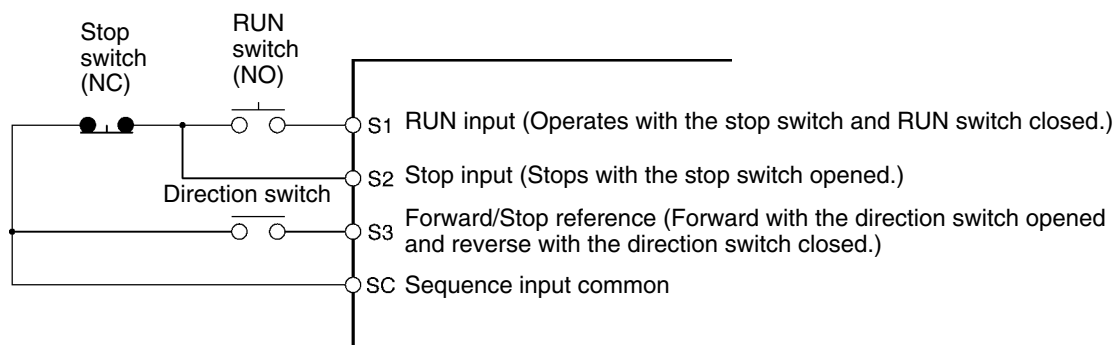 Stop
switch
(NC)
RUN
switch
(NO)
S1 RUN input (Operates with the stop switch and RUN switch closed.)
S2 Stop input (Stops with the stop switch opened.)
Direction switch
S3 Forward/Stop reference (Forward with the direction switch opened
and reverse with the direction switch closed.)
SC Sequence input common